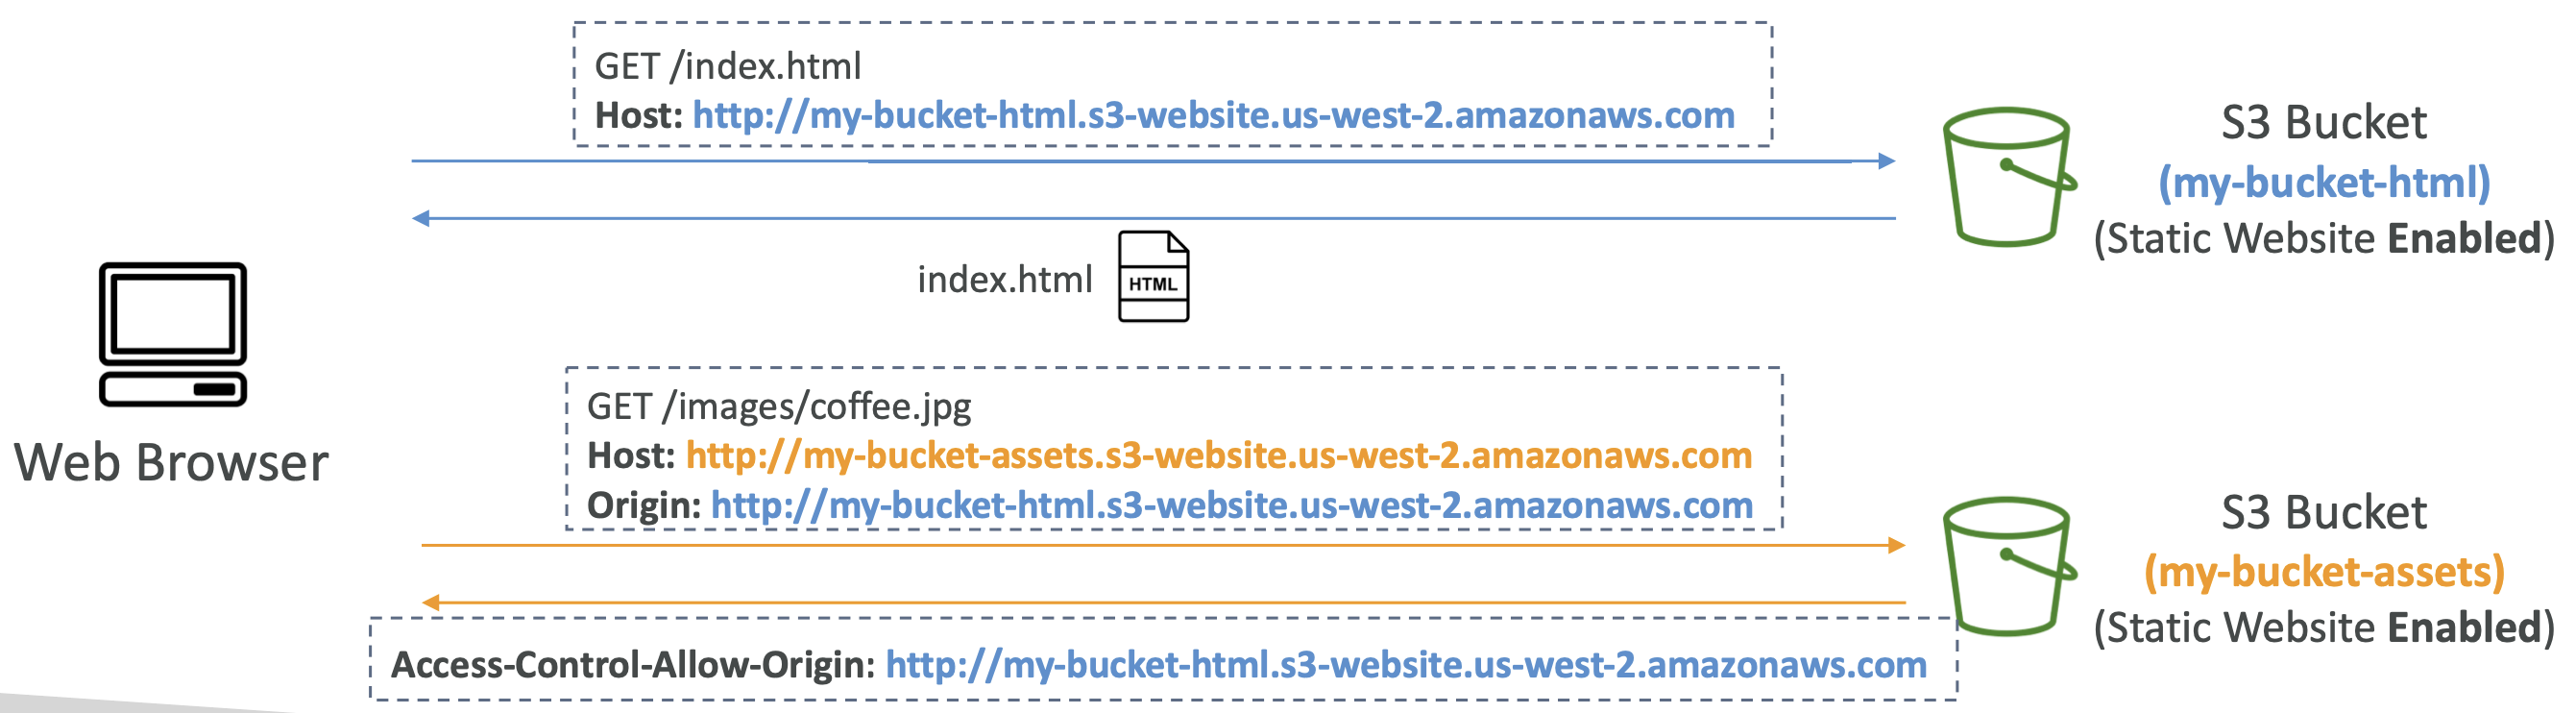 GET /index.html
Host: http://my-bucket-html.s3-website.us-west-2.amazonaws.com
S3 Bucket
(my-bucket-html)
(Static Website Enabled)
index.html
HTML
Web Browser
GET /images/coffee.jpg
Host: http://my-bucket-assets.s3-website.us-west-2.amazonaws.com
Origin: http://my-bucket-html.s3-website.us-west-2.amazonaws.com
S3 Bucket
(my-bucket-assets)
(Static Website Enabled)
Access-Control-Allow-Origin: http://my-bucket-html.s3-website.us-west-2.amazonaws.com